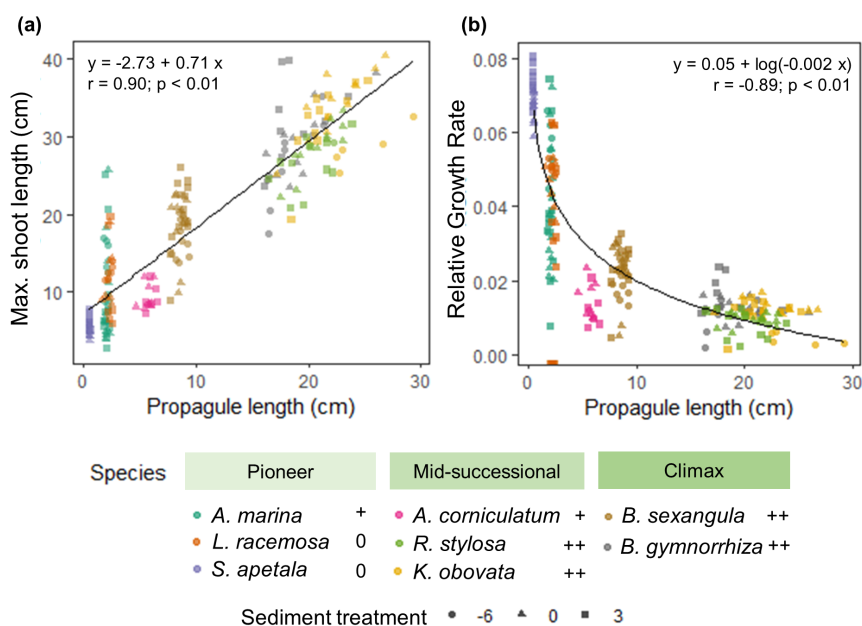 (a)
y = -2.73 + 0.71 x
r = 0.90; p < 0.01
Max. shoot length (cm)
40
30
20
10
0
10
20
30
Propagule length (cm)
(b)
y = 0.05 + log(-0.002 x)
r = -0.89; p < 0.01
Relative Growth Rate
0.08
0.06
0.04
0.02
0.00
0
10
20
30
Propagule length (cm)
Species
Pioneer
Mid-successional
Climax
A. marina +
L. racemosa 0
S. apetala 0
A. corniculatum +
R. stylosa ++
K. obovata ++
B. sexangula ++
B. gymnorrhiza ++
Sediment treatment -6 0 3